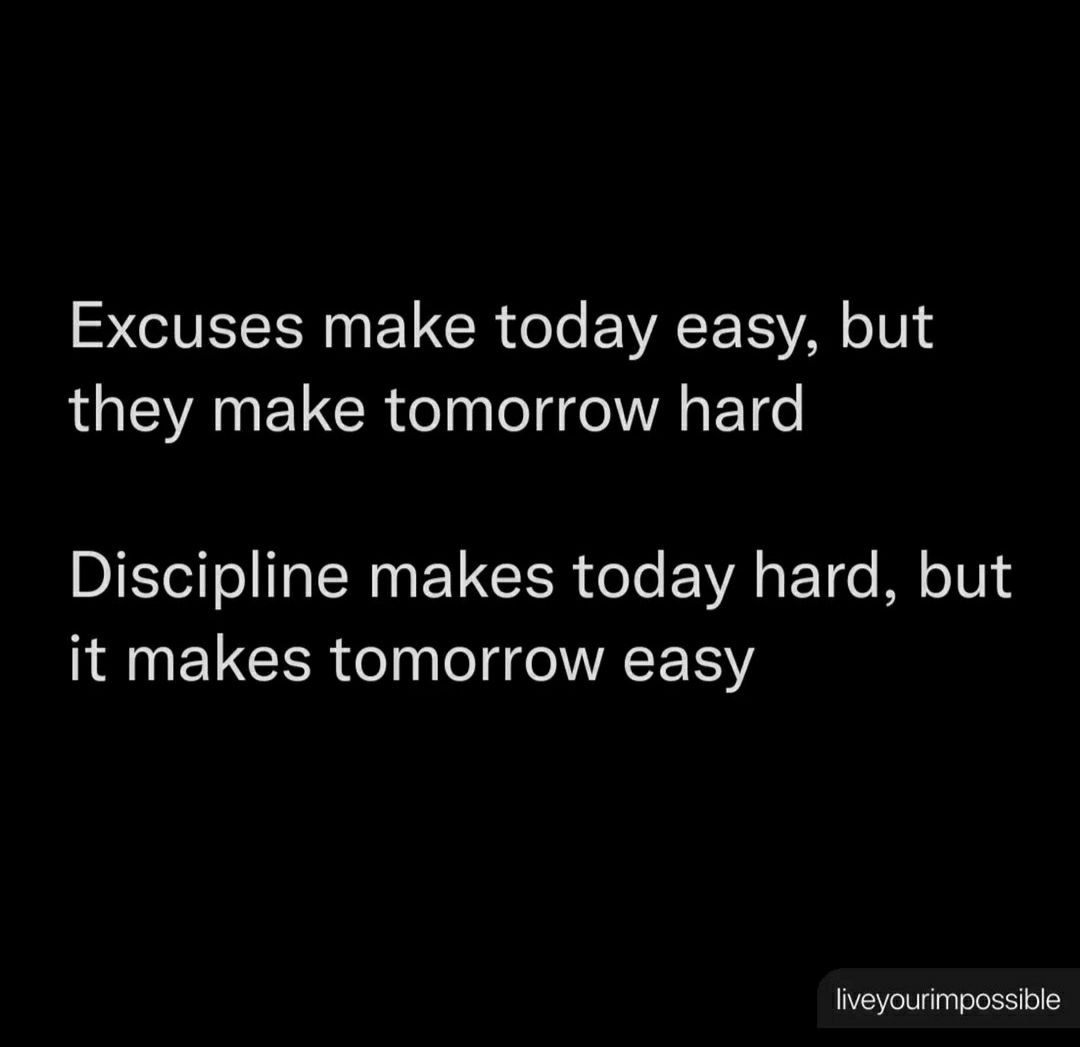 Excuses make today easy, but
they make tomorrow hard
Discipline makes today hard, but
it makes tomorrow easy
liveyourimpossible